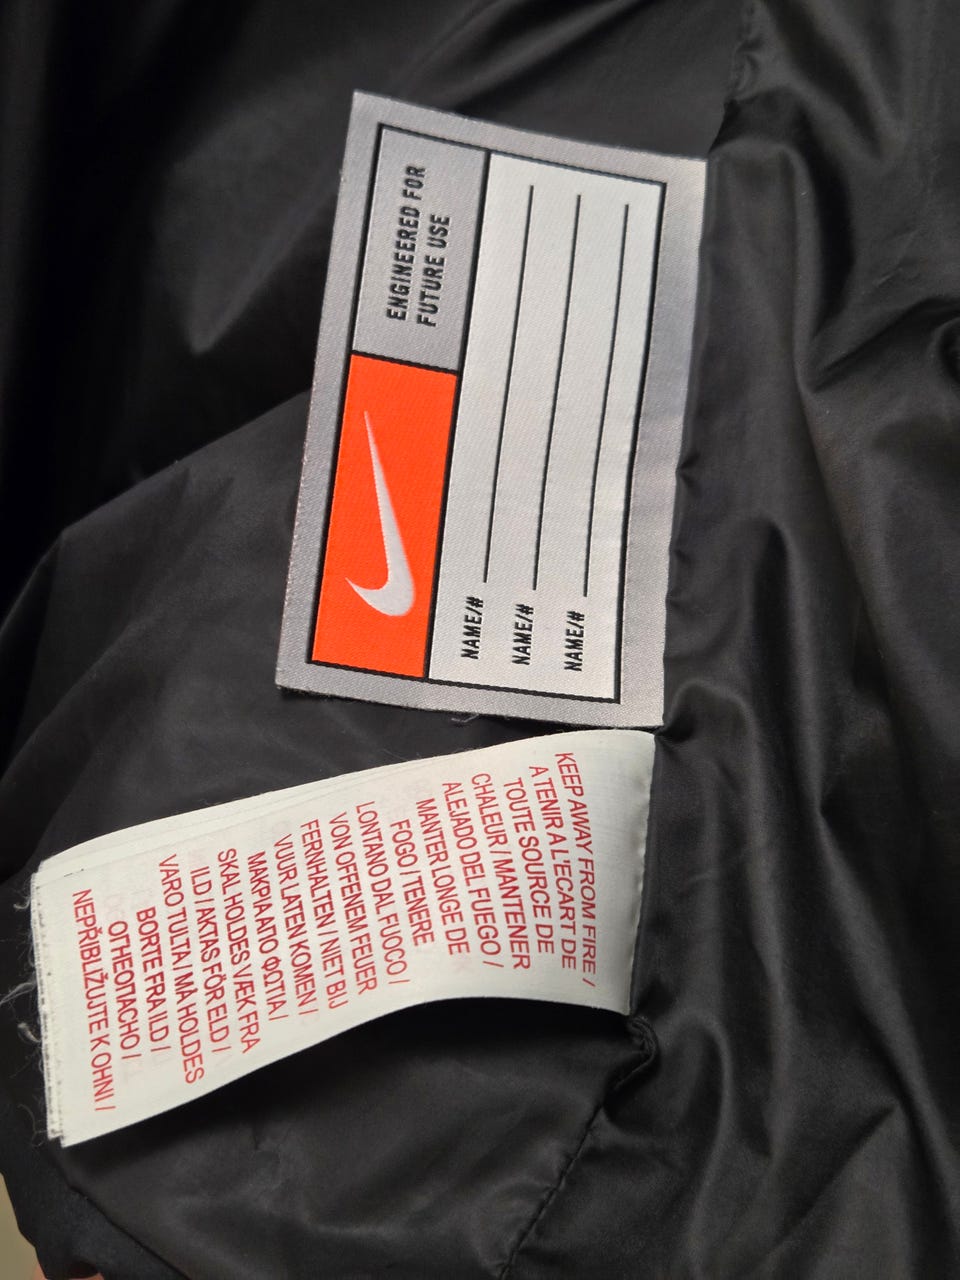 ENGINEERED FOR
FUTURE USE
NAME/#
NAME/#
NAME/#
KEEP AWAY FROM FIRE /
A TENIR A L'ECART DE
TOUTE SOURCE DE
CHALEUR / MANTENER
ALEJADO DEL FUEGO /
MANTER LONGE DE
FOGO / TENERE
LONTANO DAL FUOCO /
VON OFFENEM FEUER
FERNHALTEN / NIET BIJ
VUUR LATEN KOMEN /
ΜΑΚΡΙΑ ΑΠΟ ΦΩΤΙΑ /
SKAL HOLDES VÆK FRA
ILD / AKTAS FÖR ELD /
VARO TULTA / MÅ HOLDES
BORTE FRA ILD /
ОГНЕОПАСНО /
NEPŘIBLIŽUJTE K OHNI /